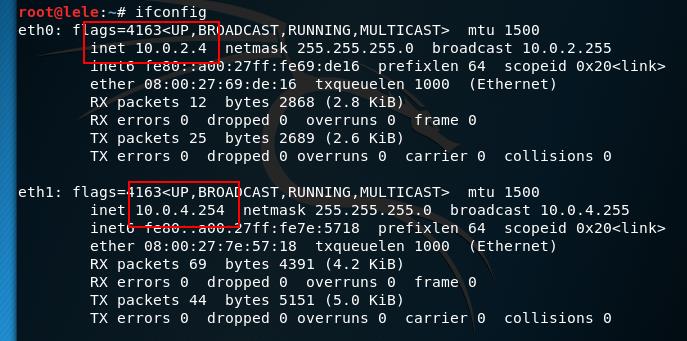 root@lele:~# ifconfig
eth0: flags=4163<UP,BROADCAST,RUNNING,MULTICAST>  mtu 1500
        inet 10.0.2.4  netmask 255.255.255.0  broadcast 10.0.2.255
        inet6 fe80::a00:27ff:fe69:de16  prefixlen 64  scopeid 0x20<link>
        ether 08:00:27:69:de:16  txqueuelen 1000  (Ethernet)
        RX packets 12  bytes 2868 (2.8 KiB)
        RX errors 0  dropped 0  overruns 0  frame 0
        TX packets 25  bytes 2689 (2.6 KiB)
        TX errors 0  dropped 0 overruns 0  carrier 0  collisions 0
eth1: flags=4163<UP,BROADCAST,RUNNING,MULTICAST>  mtu 1500
        inet 10.0.4.254  netmask 255.255.255.0  broadcast 10.0.4.255
        inet6 fe80::a00:27ff:fe7e:5718  prefixlen 64  scopeid 0x20<link>
        ether 08:00:27:7e:57:18  txqueuelen 1000  (Ethernet)
        RX packets 69  bytes 4391 (4.2 KiB)
        RX errors 0  dropped 0  overruns 0  frame 0
        TX packets 44  bytes 5151 (5.0 KiB)
        TX errors 0  dropped 0 overruns 0  carrier 0  collisions 0